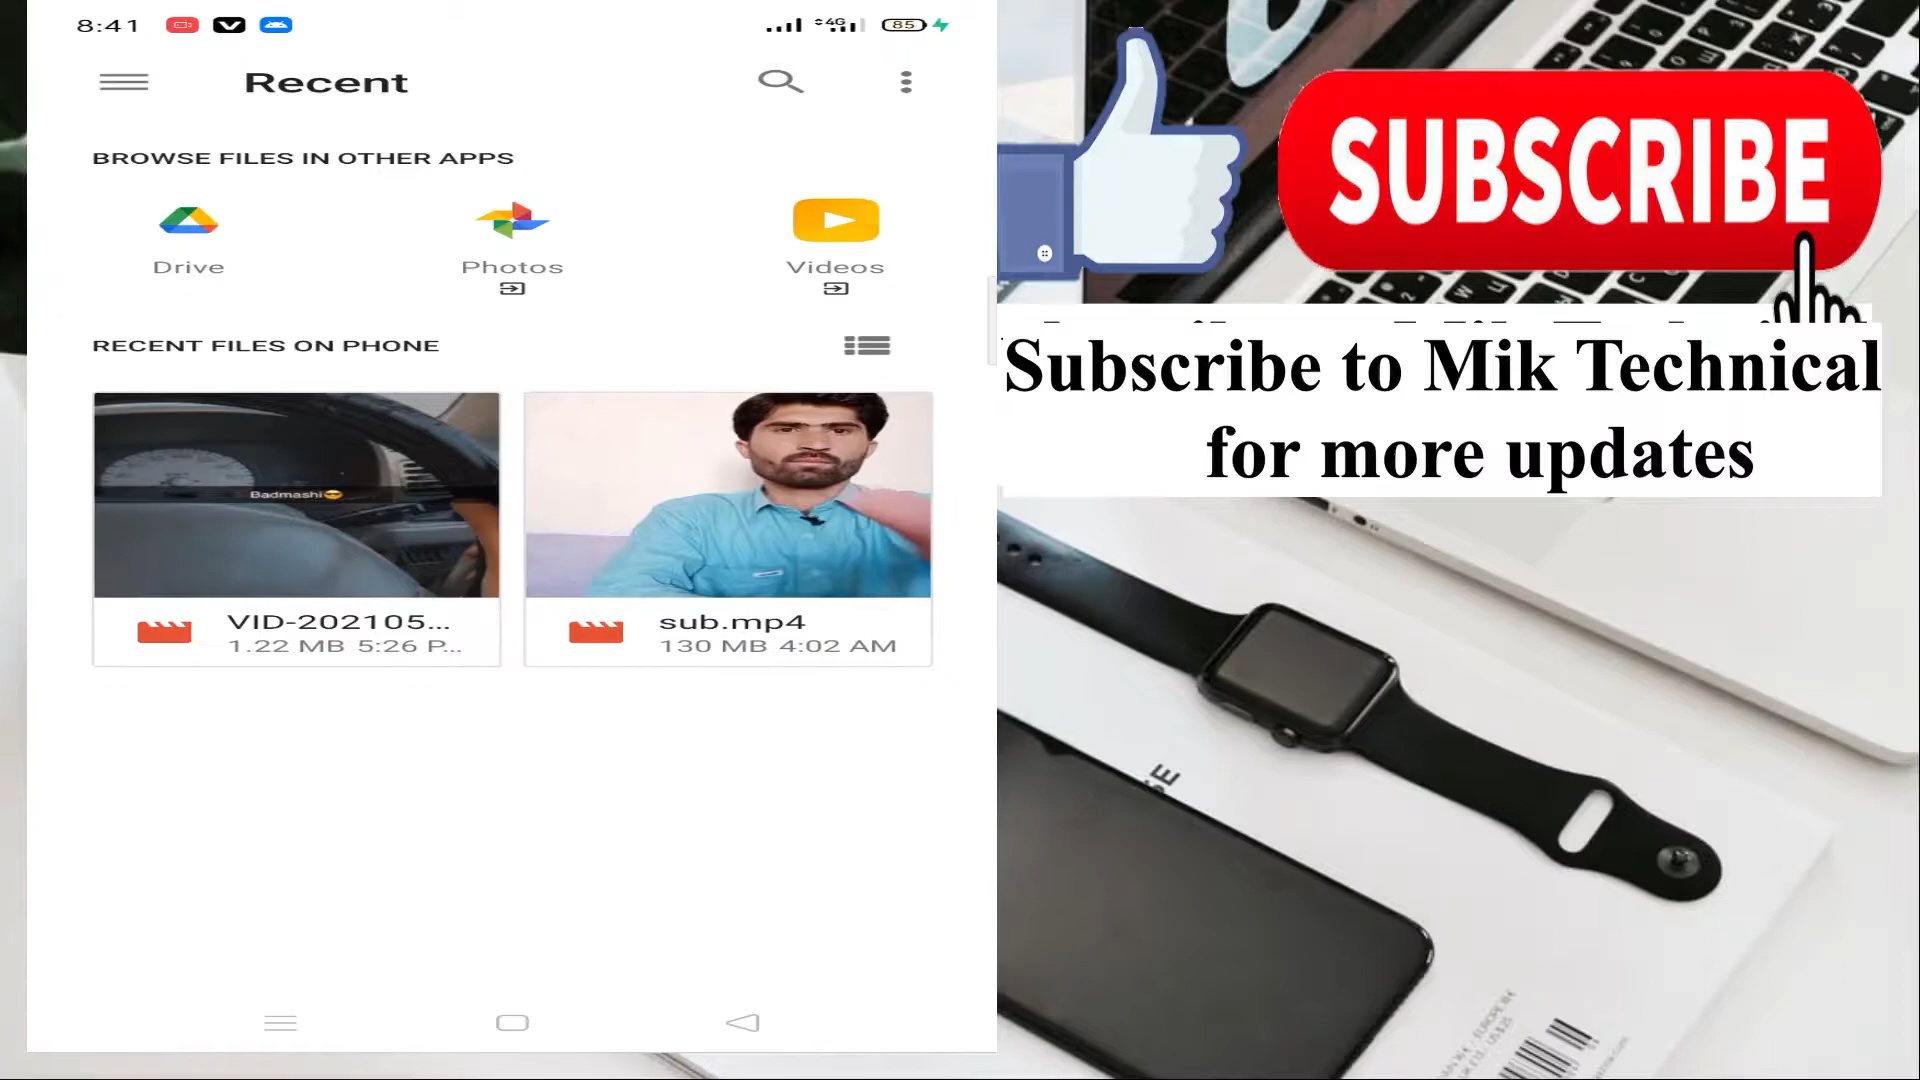 8:41
4G
85
Recent
BROWSE FILES IN OTHER APPS
Drive
Photos
Videos
RECENT FILES ON PHONE
Badmashi😎
VID-202105...
1.22 MB 5:26 P...
sub.mp4
130 MB 4:02 AM
SUBSCRIBE
Subscribe to Mik Technical
for more updates